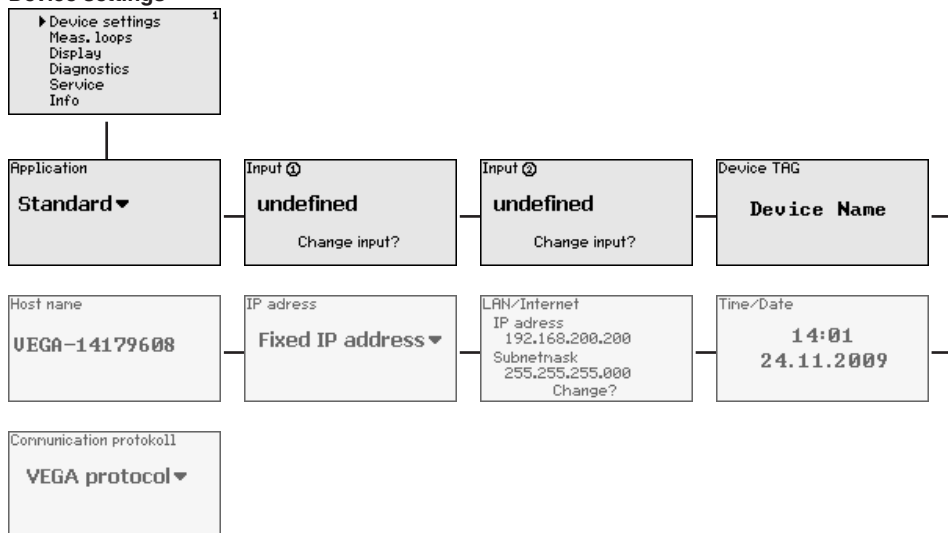 Device settings
1
Device settings
Meas. loops
Display
Diagnostics
Service
Info
Application
Standard
Input ①
undefined
Change input?
Input ②
undefined
Change input?
Device TAG
Device Name
Host name
VEGA-14179608
IP adress
Fixed IP address
LAN/Internet
IP adress
192.168.200.200
Subnetmask
255.255.255.000
Change?
Time/Date
14:01
24.11.2009
Communication protokoll
VEGA protocol